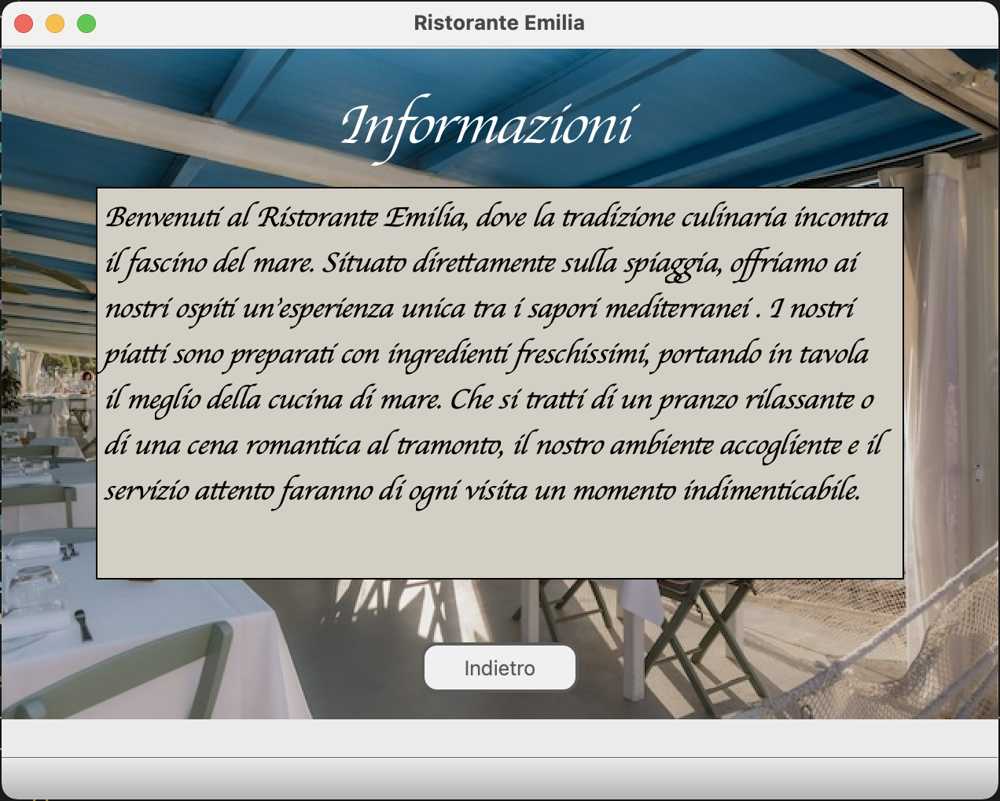 Ristorante Emilia
Informazioni
Benvenuti al Ristorante Emilia, dove la tradizione culinaria incontra
il fascino del mare. Situato direttamente sulla spiaggia, offriamo ai
nostri ospiti un'esperienza unica tra i sapori mediterranei . I nostri
piatti sono preparati con ingredienti freschissimi, portando in tavola
il meglio della cucina di mare. Che si tratti di un pranzo rilassante o
di una cena romantica al tramonto, il nostro ambiente accogliente e il
servizio attento faranno di ogni visita un momento indimenticabile.
Indietro